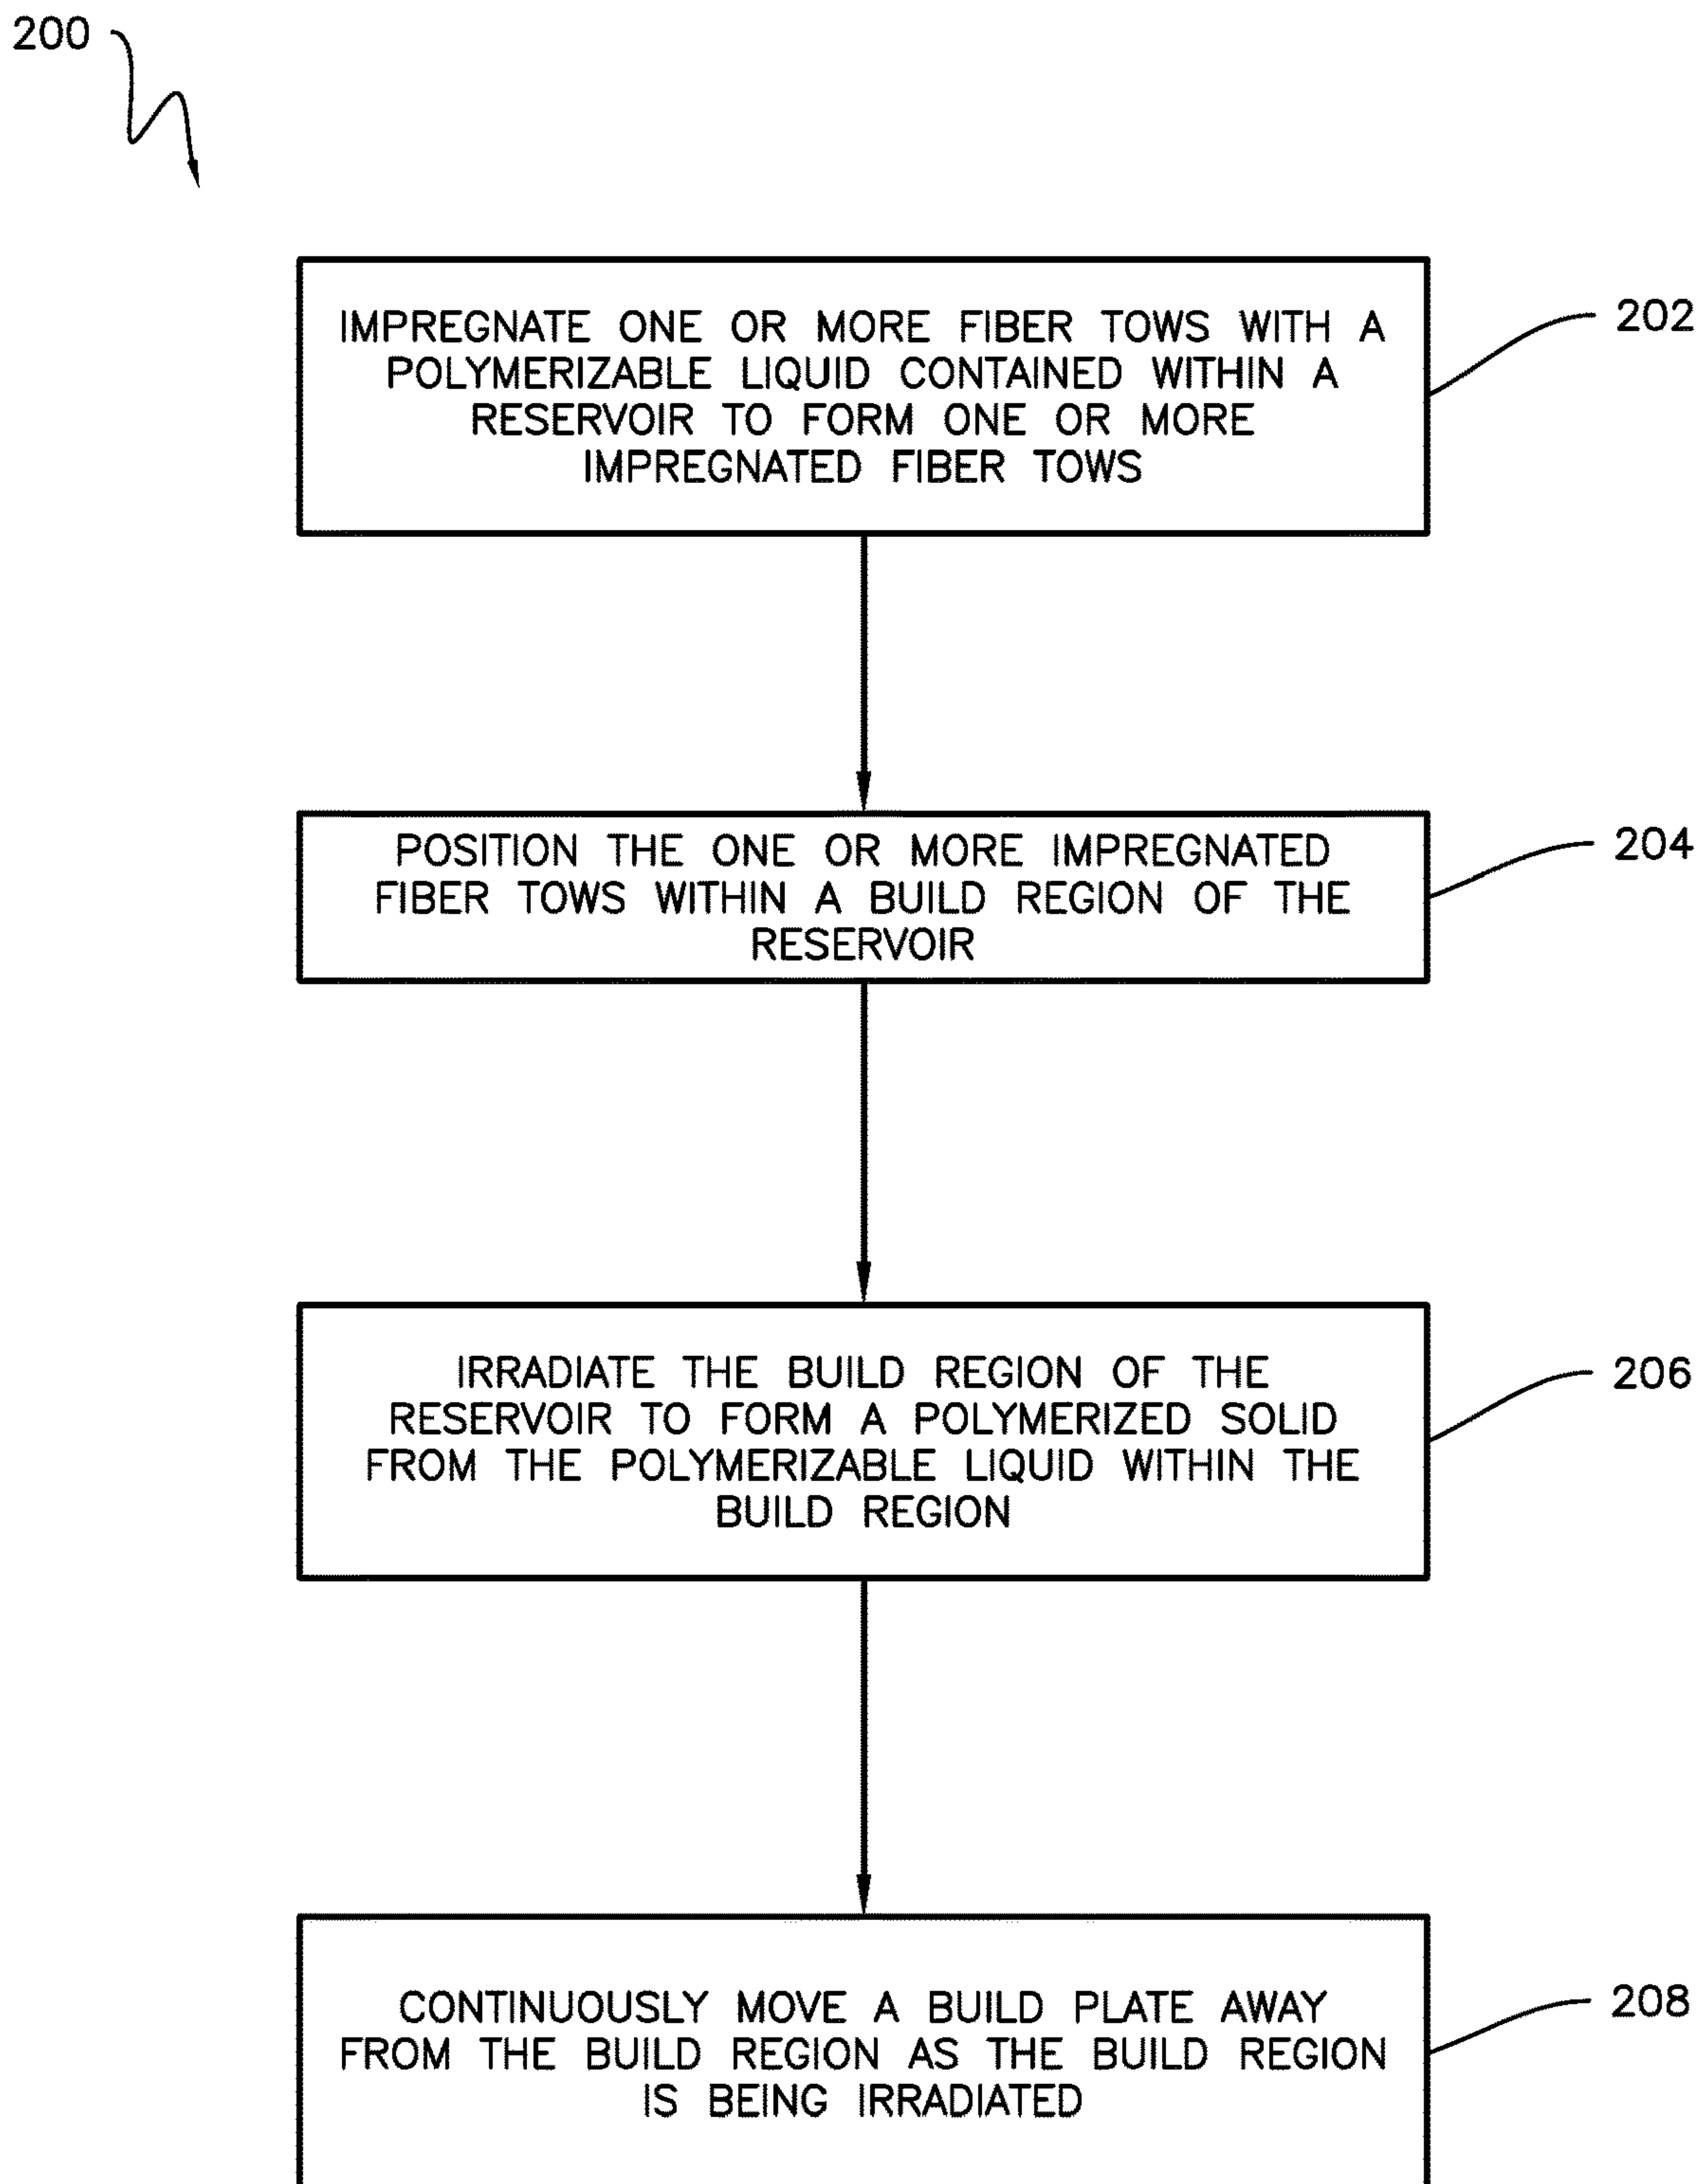 200
IMPREGNATE ONE OR MORE FIBER TOWS WITH A
POLYMERIZABLE LIQUID CONTAINED WITHIN A
RESERVOIR TO FORM ONE OR MORE
IMPREGNATED FIBER TOWS
202
POSITION THE ONE OR MORE IMPREGNATED
FIBER TOWS WITHIN A BUILD REGION OF THE
RESERVOIR
204
IRRADIATE THE BUILD REGION OF THE
RESERVOIR TO FORM A POLYMERIZED SOLID
FROM THE POLYMERIZABLE LIQUID WITHIN THE
BUILD REGION
206
CONTINUOUSLY MOVE A BUILD PLATE AWAY
FROM THE BUILD REGION AS THE BUILD REGION
IS BEING IRRADIATED
208